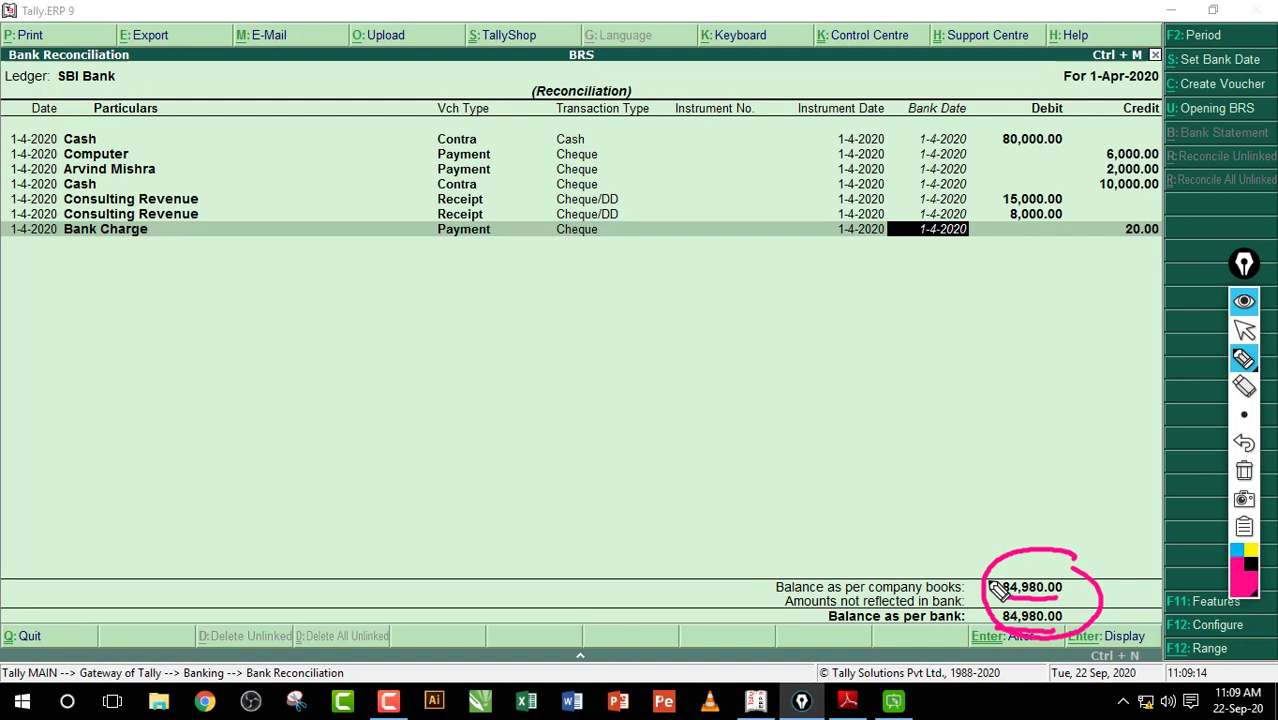 Tally.ERP 9
P: Print E: Export M: E-Mail O: Upload S: TallyShop G: Language K: Keyboard K: Control Centre H: Support Centre H: Help F2: Period
Bank Reconciliation BRS Ctrl + M
S: Set Bank Date
Ledger: SBI Bank For 1-Apr-2020
C: Create Voucher
(Reconciliation)
Date Particulars Vch Type Transaction Type Instrument No. Instrument Date Bank Date Debit Credit
U: Opening BRS
B: Bank Statement
1-4-2020 Cash Contra Cash 1-4-2020 1-4-2020 80,000.00
1-4-2020 Computer Payment Cheque 1-4-2020 1-4-2020 6,000.00
R: Reconcile Unlinked
1-4-2020 Arvind Mishra Payment Cheque 1-4-2020 1-4-2020 2,000.00
R: Reconcile All Unlinked
1-4-2020 Cash Contra Cheque 1-4-2020 1-4-2020 10,000.00
1-4-2020 Consulting Revenue Receipt Cheque/DD 1-4-2020 1-4-2020 15,000.00
1-4-2020 Consulting Revenue Receipt Cheque/DD 1-4-2020 1-4-2020 8,000.00
1-4-2020 Bank Charge Payment Cheque 1-4-2020 1-4-2020 20.00
Balance as per company books: 84,980.00
Amounts not reflected in bank:
F11: Features
Balance as per bank: 84,980.00
F12: Configure
Q: Quit D: Delete Unlinked D: Delete All Unlinked Enter: Enter: Display
F12: Range
Ctrl + N
Tally MAIN --> Gateway of Tally --> Banking --> Bank Reconciliation © Tally Solutions Pvt Ltd., 1988-2020 Tue, 22 Sep, 2020 11:09:14
11:09 AM
22-Sep-20